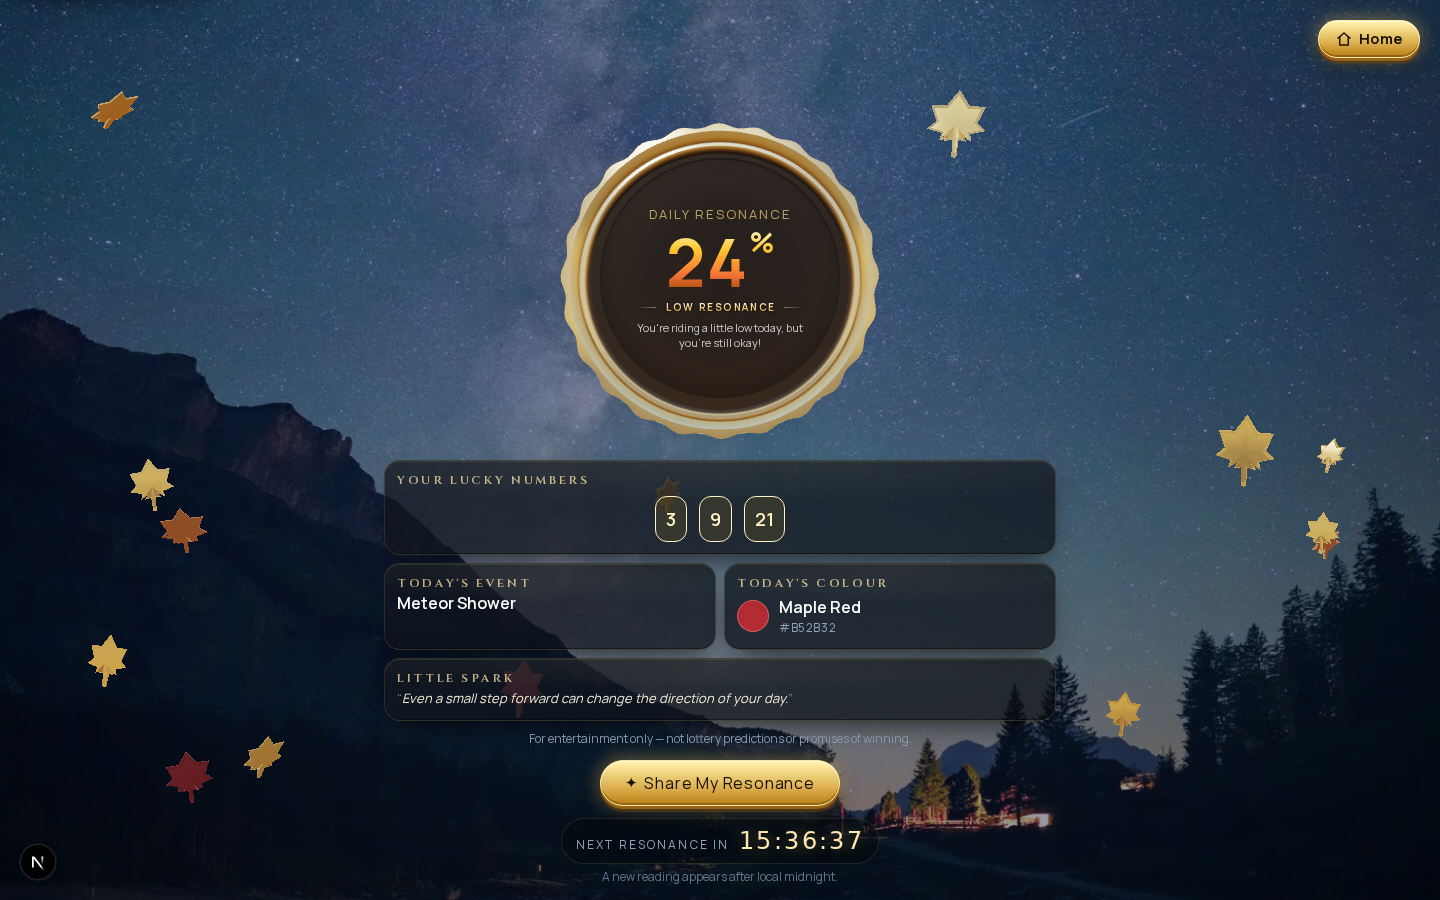 Home
DAILY RESONANCE
24%
LOW RESONANCE
You're riding a little low today, but
you're still okay!
YOUR LUCKY NUMBERS
3 9 21
TODAY'S EVENT
Meteor Shower
TODAY'S COLOUR
Maple Red
#B52B32
LITTLE SPARK
“Even a small step forward can change the direction of your day.”
For entertainment only — not lottery predictions or promises of winning.
✦ Share My Resonance
NEXT RESONANCE IN 15:36:37
A new reading appears after local midnight.
N